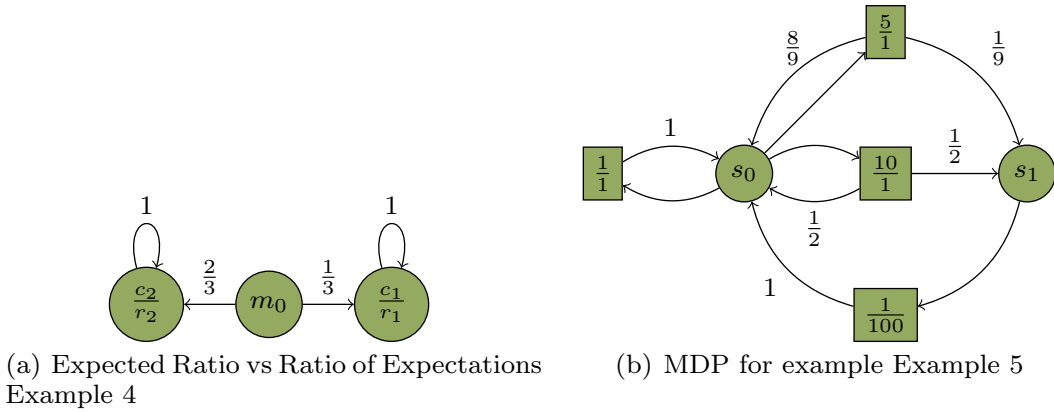 1 1
2/3 1/3
c₂/r₂ m₀ c₁/r₁
(a) Expected Ratio vs Ratio of Expectations
Example 4
5/1
8/9 1/9
1 1/2
1/1 s₀ 10/1 s₁
1/2
1 1/100
(b) MDP for example Example 5